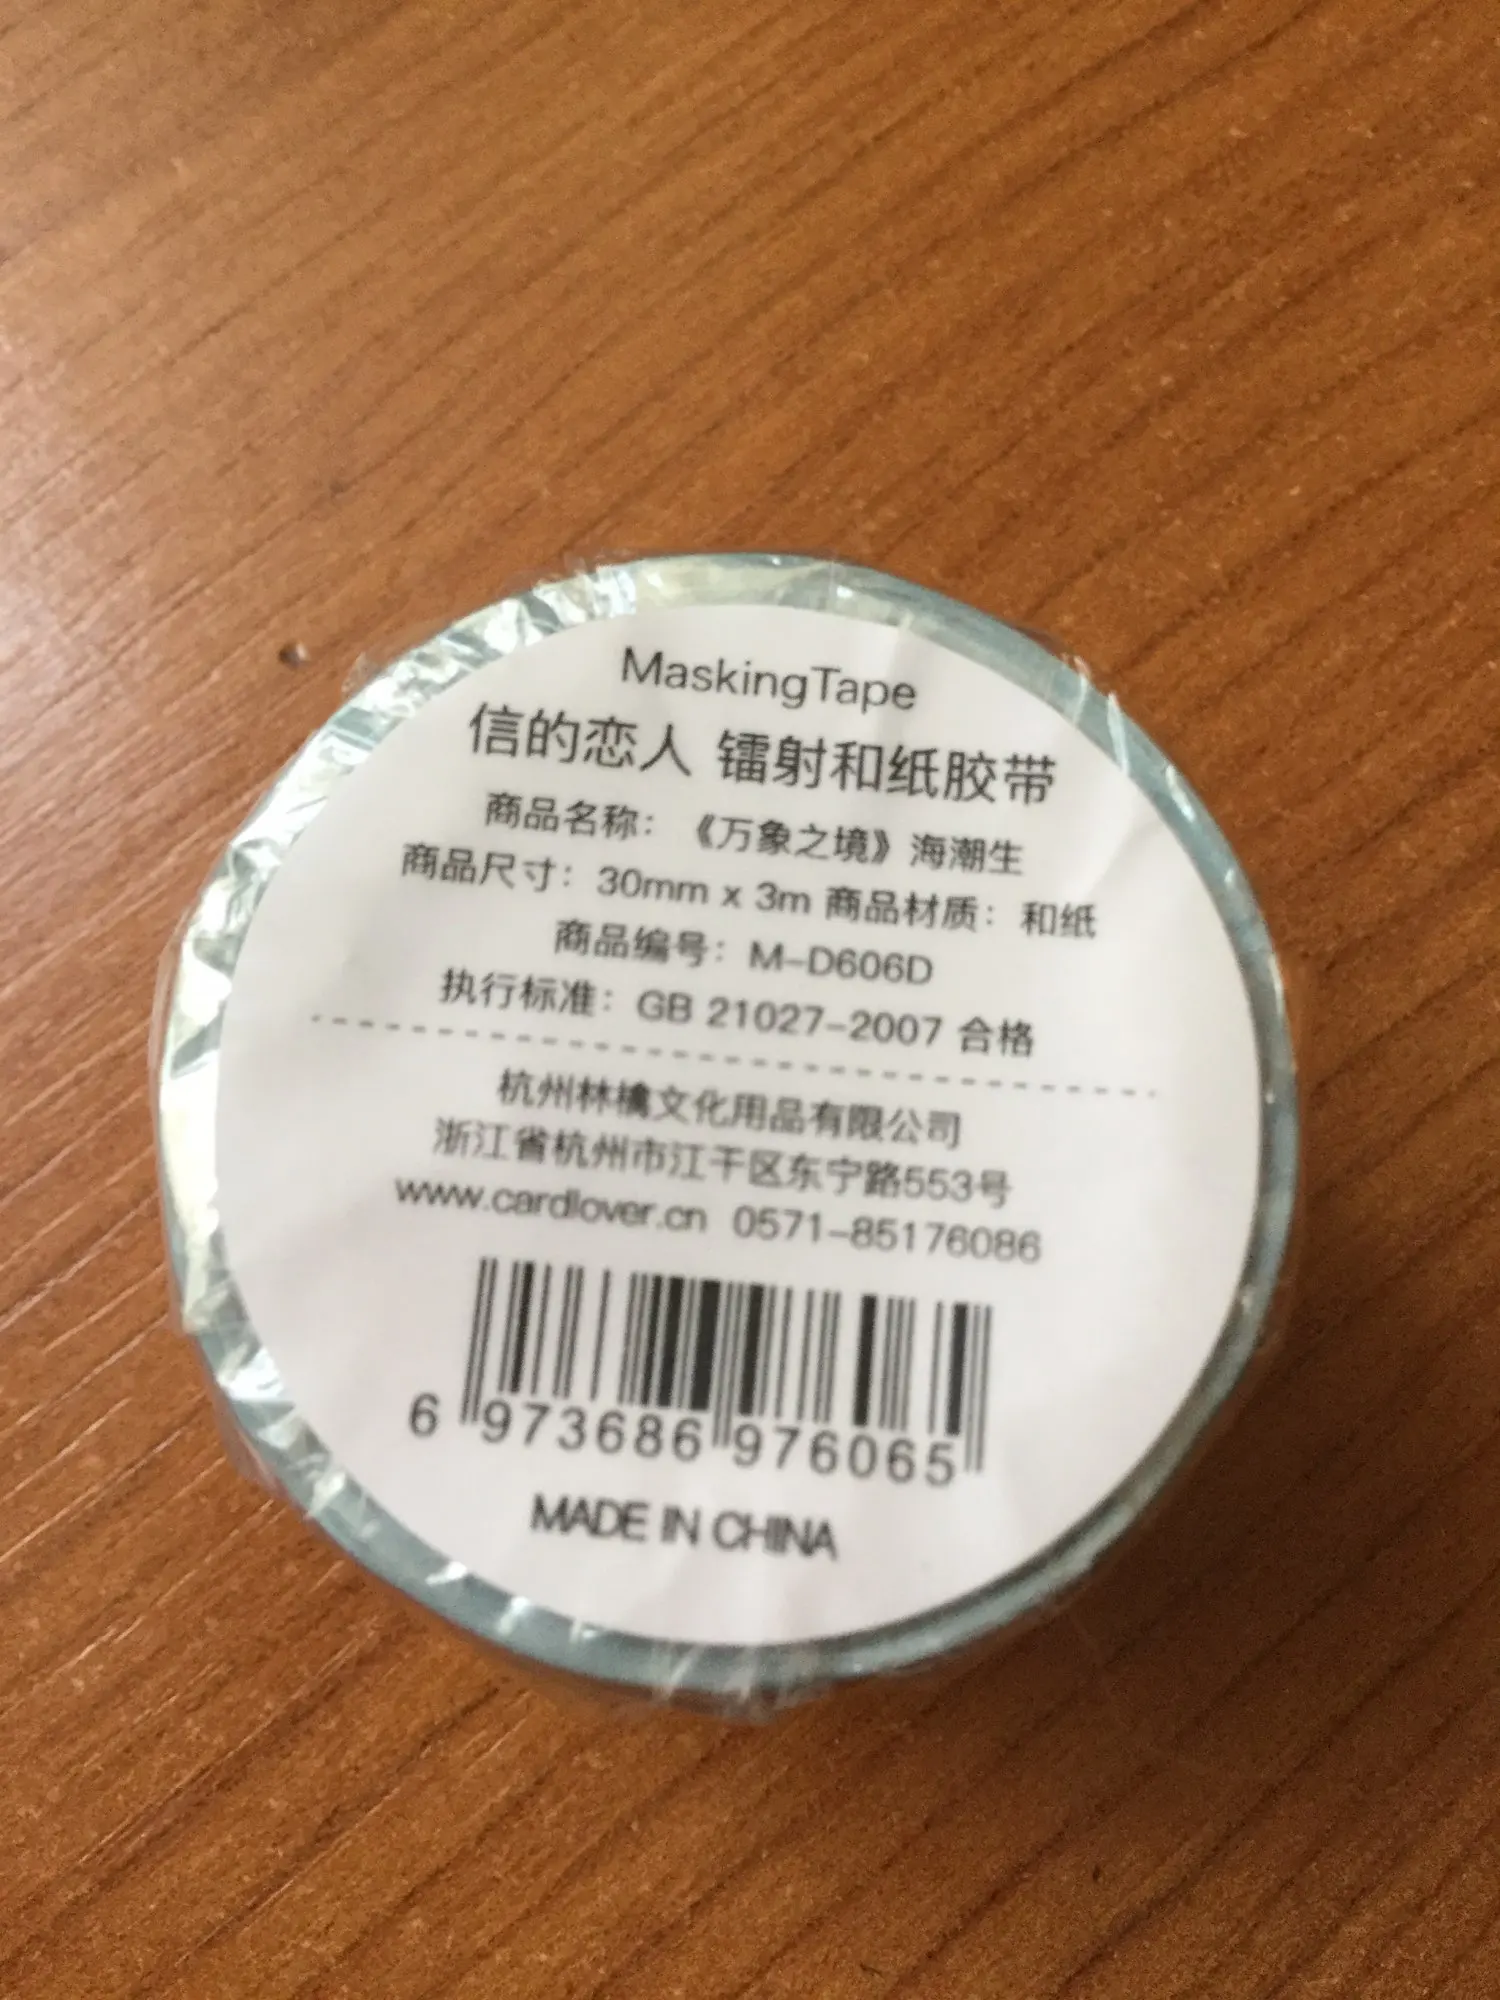 MaskingTape
信的恋人 镭射和纸胶带
商品名称：《万象之境》海潮生
商品尺寸：30mm x 3m 商品材质：和纸
商品编号：M-D606D
执行标准：GB 21027-2007 合格
杭州林檎文化用品有限公司
浙江省杭州市江干区东宁路553号
www.cardlover.cn 0571-85176086
6 973686 976065
MADE IN CHINA